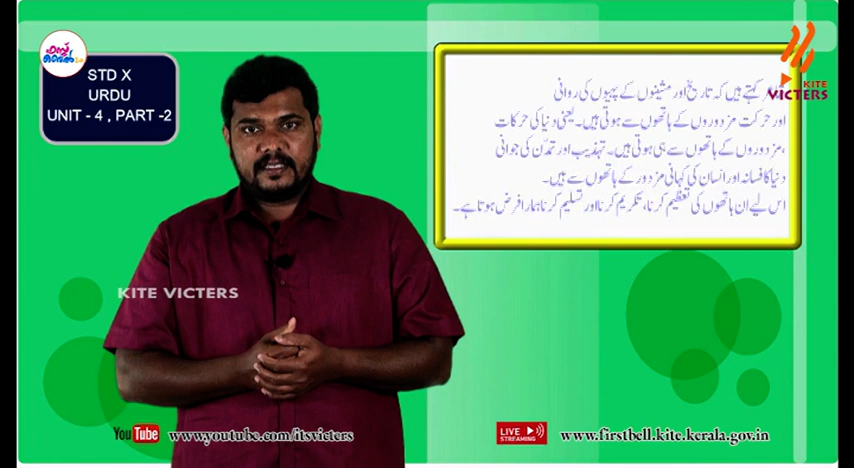 ഫസ്റ്റ്
ബെൽ 2.0
STD X
URDU
UNIT - 4 , PART -2
KITE
VICTERS
کہتے ہیں کہ تاریخ اور مشینوں کے پہیوں کی روانی
اور حرکت مزدوروں کے ہاتھوں سے ہوتی ہیں۔ یعنی دنیا کی حرکات
،مزدوروں کے ہاتھوں سے ہی ہوتی ہیں۔ تہذیب اور تمدّن کی جوانی
دنیا کا فسانہ اور انسان کی کہانی مزدور کے ہاتھوں سے ہیں۔
اس لیے ان ہاتھوں کی تعظیم کرنا، تکریم کرنا اور تسلیم کرنا ہمارا فرض ہوتا ہے۔
KITE VICTERS
YouTube www.youtube.com/itsvicters
LIVE STREAMING www.firstbell.kite.kerala.gov.in